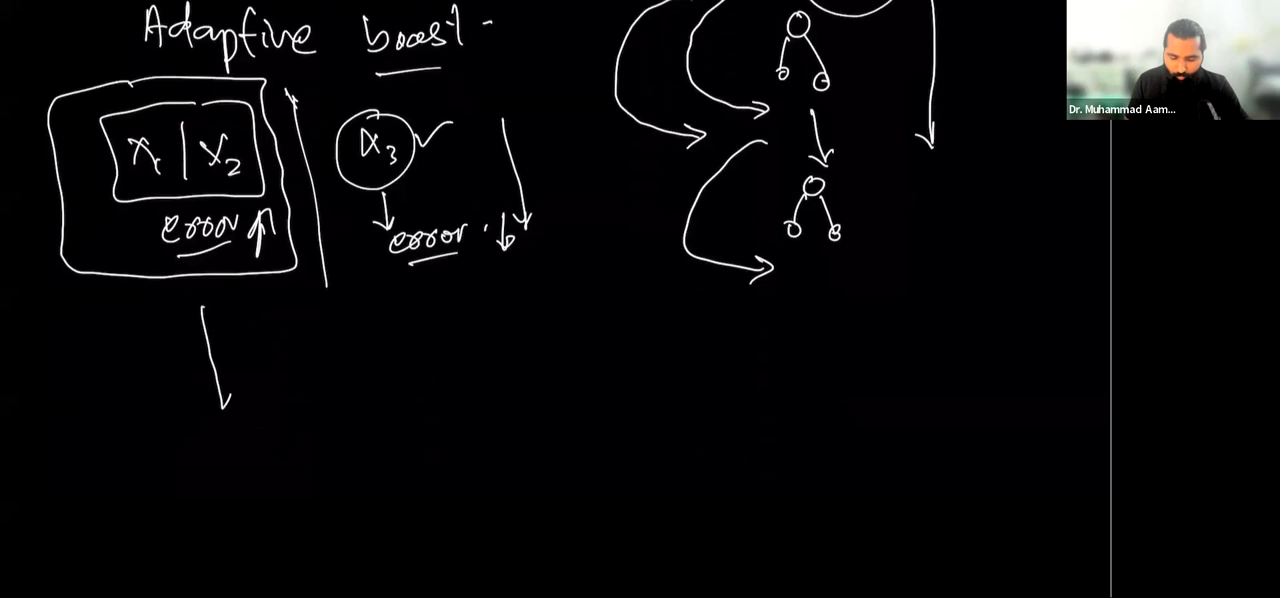 Adaptive boost -
Dr. Muhammad Aam...
x₁ | x₂
x₃
error ↑
error ↓